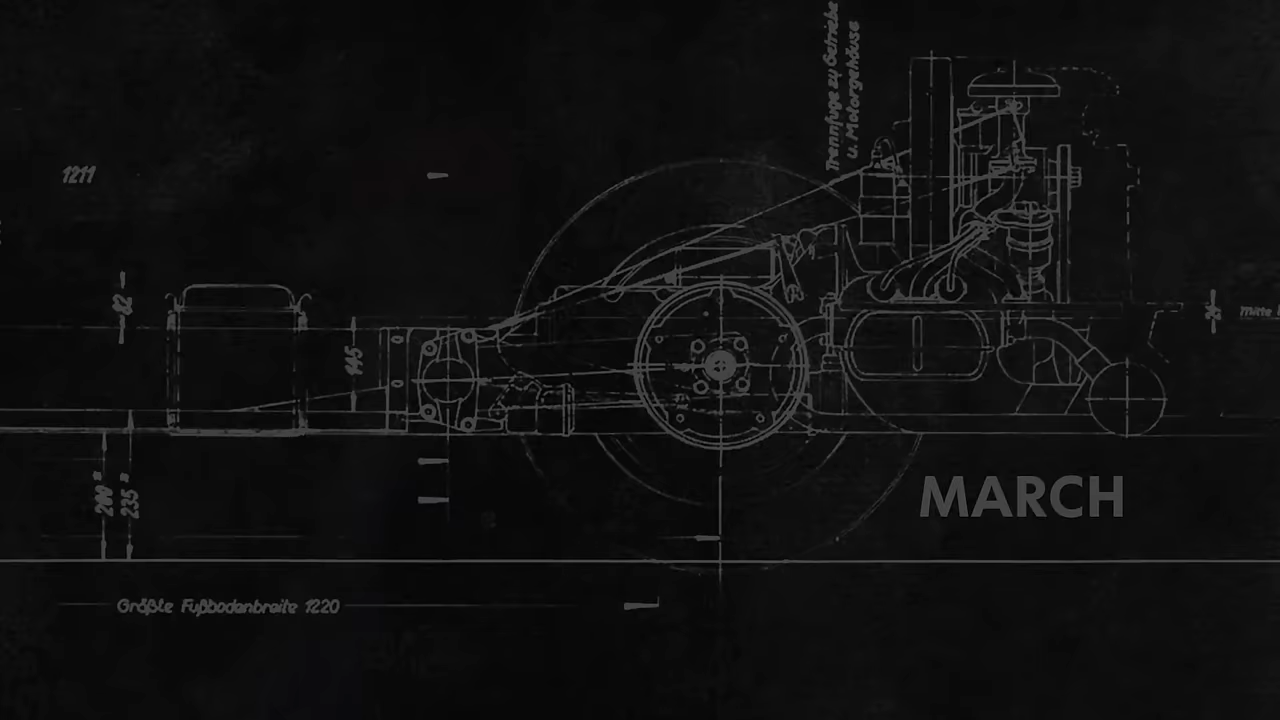 Trennfuge zu Getriebe
u. Motorgehäuse
1211
82
145
Mitte
200 *
235 *
MARCH
Größte Fußbodenbreite 1220